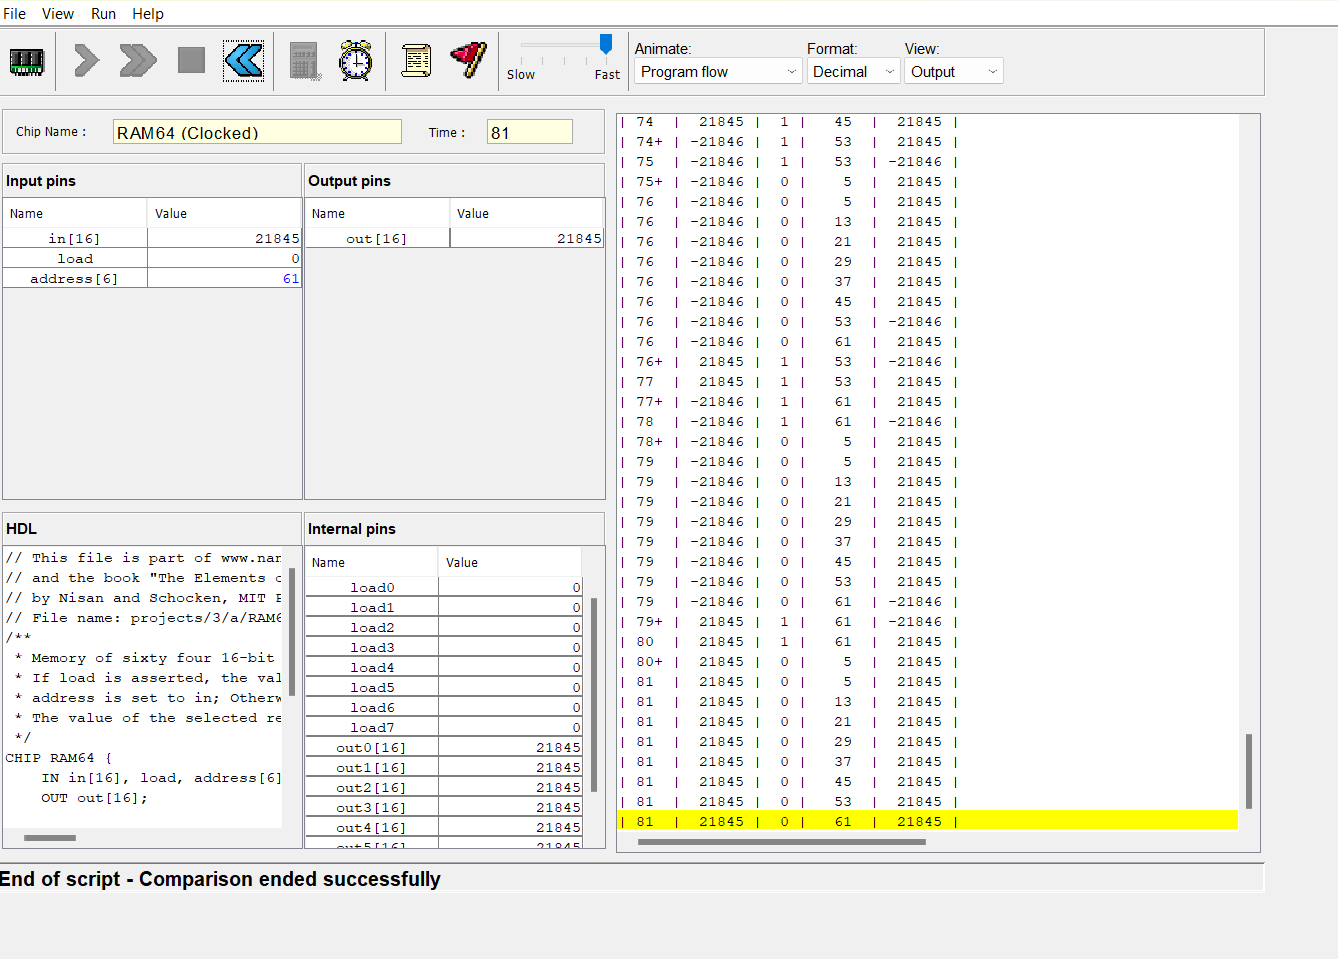 File View Run Help
Animate: Format: View:
Slow Fast Program flow Decimal Output
Chip Name : RAM64 (Clocked) Time : 81
Input pins
Name Value
in[16] 21845
load 0
address[6] 61
Output pins
Name Value
out[16] 21845
HDL
// This file is part of www.nan
// and the book "The Elements
// by Nisan and Schocken, MIT
// File name: projects/3/a/RAM6
/**
* Memory of sixty four 16-bit
* If load is asserted, the val
* address is set to in; Otherw
* The value of the selected re
*/
CHIP RAM64 {
IN in[16], load, address[6]
OUT out[16];
Internal pins
Name Value
load0 0
load1 0
load2 0
load3 0
load4 0
load5 0
load6 0
load7 0
out0[16] 21845
out1[16] 21845
out2[16] 21845
out3[16] 21845
out4[16] 21845
out5[16] 21845
| 74 | 21845 | 1 | 45 | 21845 |
| 74+ | -21846 | 1 | 53 | 21845 |
| 75 | -21846 | 1 | 53 | -21846 |
| 75+ | -21846 | 0 | 5 | 21845 |
| 76 | -21846 | 0 | 5 | 21845 |
| 76 | -21846 | 0 | 13 | 21845 |
| 76 | -21846 | 0 | 21 | 21845 |
| 76 | -21846 | 0 | 29 | 21845 |
| 76 | -21846 | 0 | 37 | 21845 |
| 76 | -21846 | 0 | 45 | 21845 |
| 76 | -21846 | 0 | 53 | -21846 |
| 76 | -21846 | 0 | 61 | 21845 |
| 76+ | 21845 | 1 | 53 | -21846 |
| 77 | 21845 | 1 | 53 | 21845 |
| 77+ | -21846 | 1 | 61 | 21845 |
| 78 | -21846 | 1 | 61 | -21846 |
| 78+ | -21846 | 0 | 5 | 21845 |
| 79 | -21846 | 0 | 5 | 21845 |
| 79 | -21846 | 0 | 13 | 21845 |
| 79 | -21846 | 0 | 21 | 21845 |
| 79 | -21846 | 0 | 29 | 21845 |
| 79 | -21846 | 0 | 37 | 21845 |
| 79 | -21846 | 0 | 45 | 21845 |
| 79 | -21846 | 0 | 53 | 21845 |
| 79 | -21846 | 0 | 61 | -21846 |
| 79+ | 21845 | 1 | 61 | -21846 |
| 80 | 21845 | 1 | 61 | 21845 |
| 80+ | 21845 | 0 | 5 | 21845 |
| 81 | 21845 | 0 | 5 | 21845 |
| 81 | 21845 | 0 | 13 | 21845 |
| 81 | 21845 | 0 | 21 | 21845 |
| 81 | 21845 | 0 | 29 | 21845 |
| 81 | 21845 | 0 | 37 | 21845 |
| 81 | 21845 | 0 | 45 | 21845 |
| 81 | 21845 | 0 | 53 | 21845 |
| 81 | 21845 | 0 | 61 | 21845 |
End of script - Comparison ended successfully